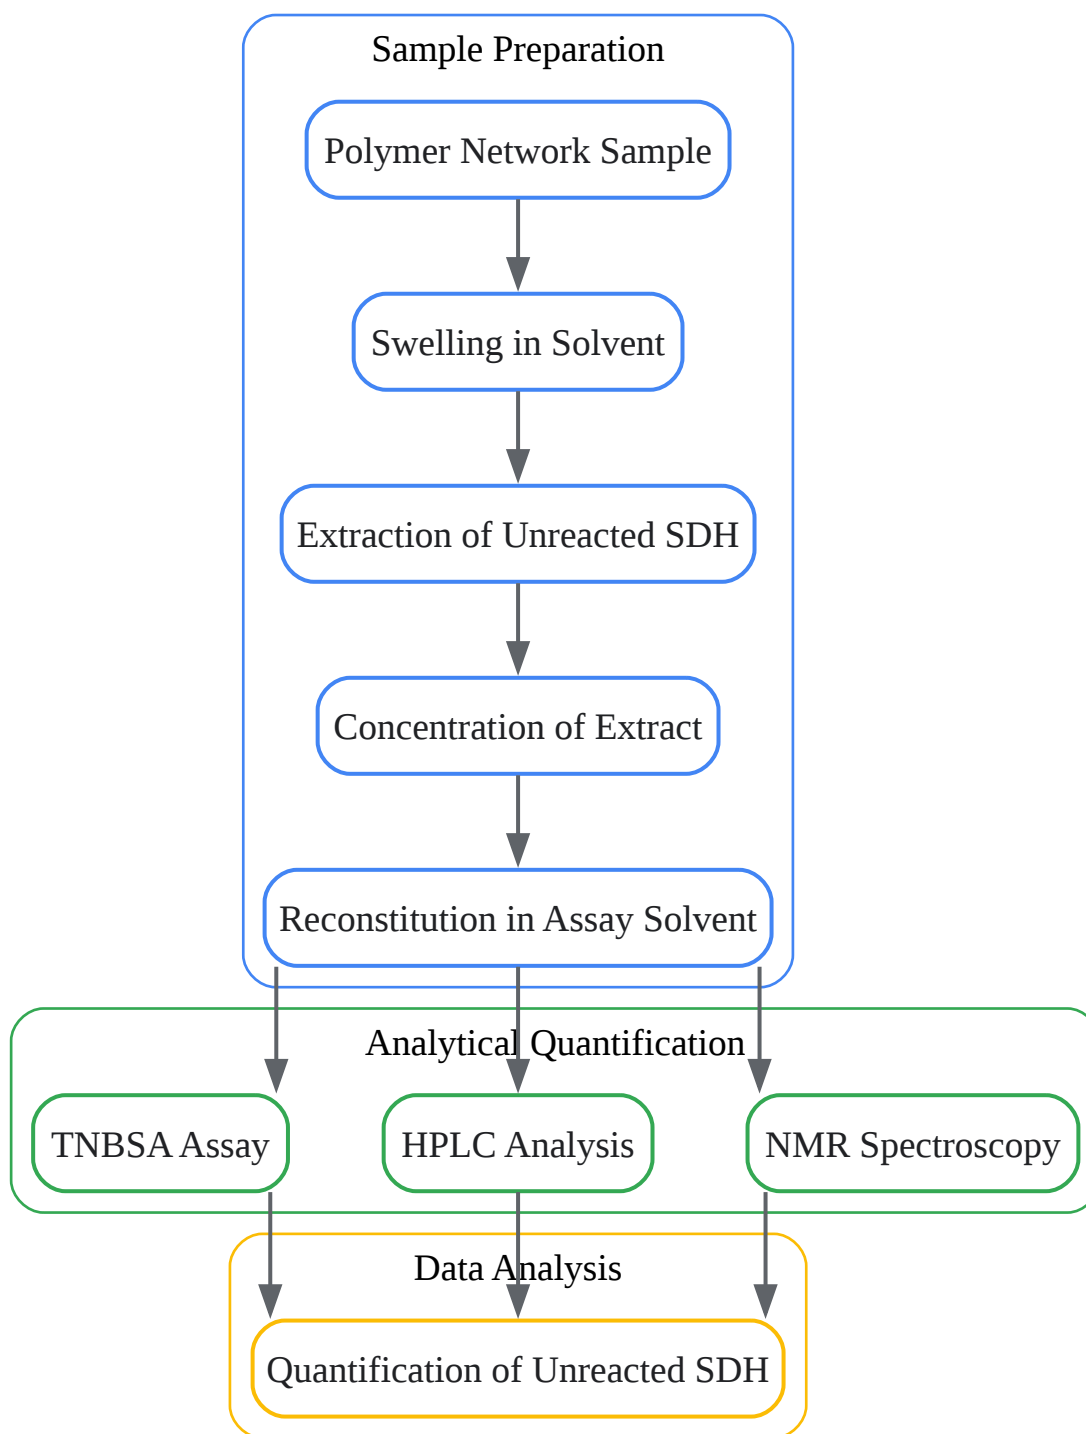 Sample Preparation
Polymer Network Sample
Swelling in Solvent
Extraction of Unreacted SDH
Concentration of Extract
Reconstitution in Assay Solvent
Analytical Quantification
TNBSA Assay
HPLC Analysis
NMR Spectroscopy
Data Analysis
Quantification of Unreacted SDH